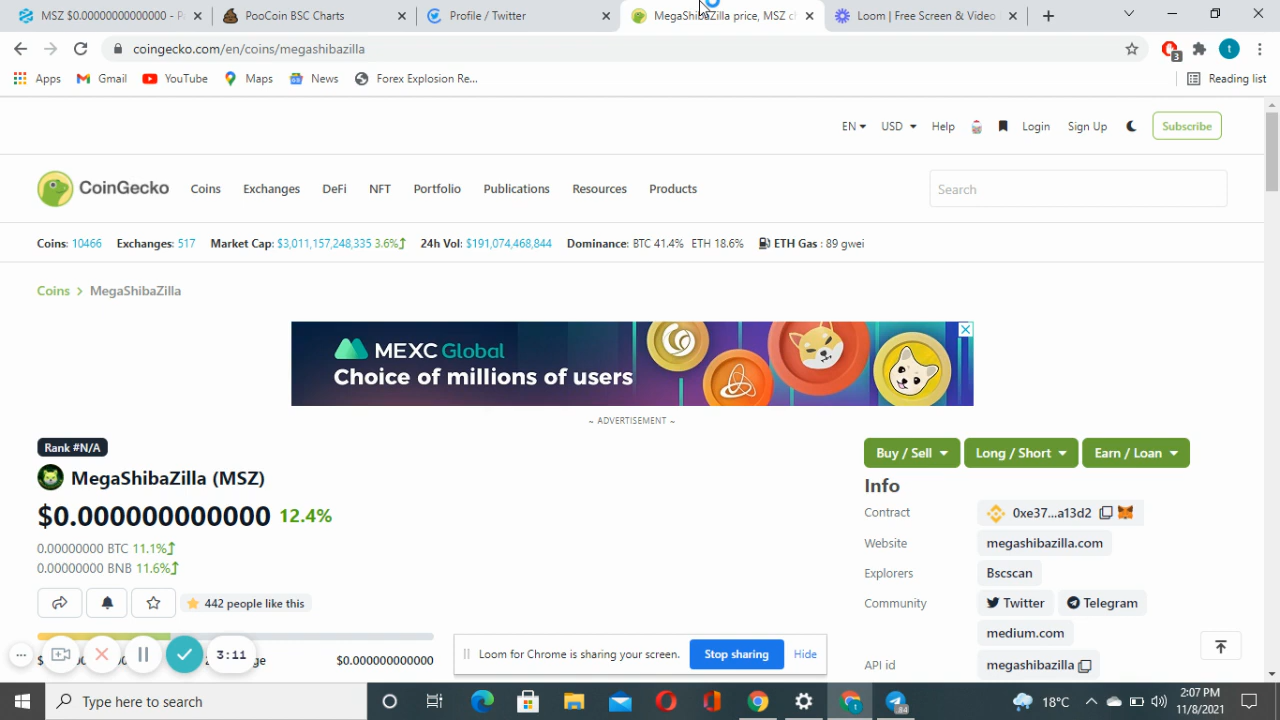 MSZ $0.0000000000000 - P
PooCoin BSC Charts
Profile / Twitter
MegaShibaZilla price, MSZ c
Loom | Free Screen & Video
coingecko.com/en/coins/megashibazilla
3
t
Apps
Gmail
YouTube
Maps
News
Forex Explosion Re...
Reading list
EN
USD
Help
Login
Sign Up
Subscribe
CoinGecko
Coins
Exchanges
DeFi
NFT
Portfolio
Publications
Resources
Products
Search
Coins: 10466
Exchanges: 517
Market Cap: $3,011,157,248,335 3.6%
24h Vol: $191,074,468,844
Dominance: BTC 41.4% ETH 18.6%
ETH Gas : 89 gwei
Coins > MegaShibaZilla
MEXC Global
Choice of millions of users
~ ADVERTISEMENT ~
Rank #N/A
MegaShibaZilla (MSZ)
$0.000000000000 12.4%
0.00000000 BTC 11.1%
0.00000000 BNB 11.6%
442 people like this
$0.000000000000
Buy / Sell
Long / Short
Earn / Loan
Info
Contract
0xe37...a13d2
Website
megashibazilla.com
Explorers
Bscscan
Community
Twitter
Telegram
medium.com
API id
megashibazilla
3:11
Loom for Chrome is sharing your screen.
Stop sharing
Hide
Type here to search
84
18°C
2:07 PM
11/8/2021